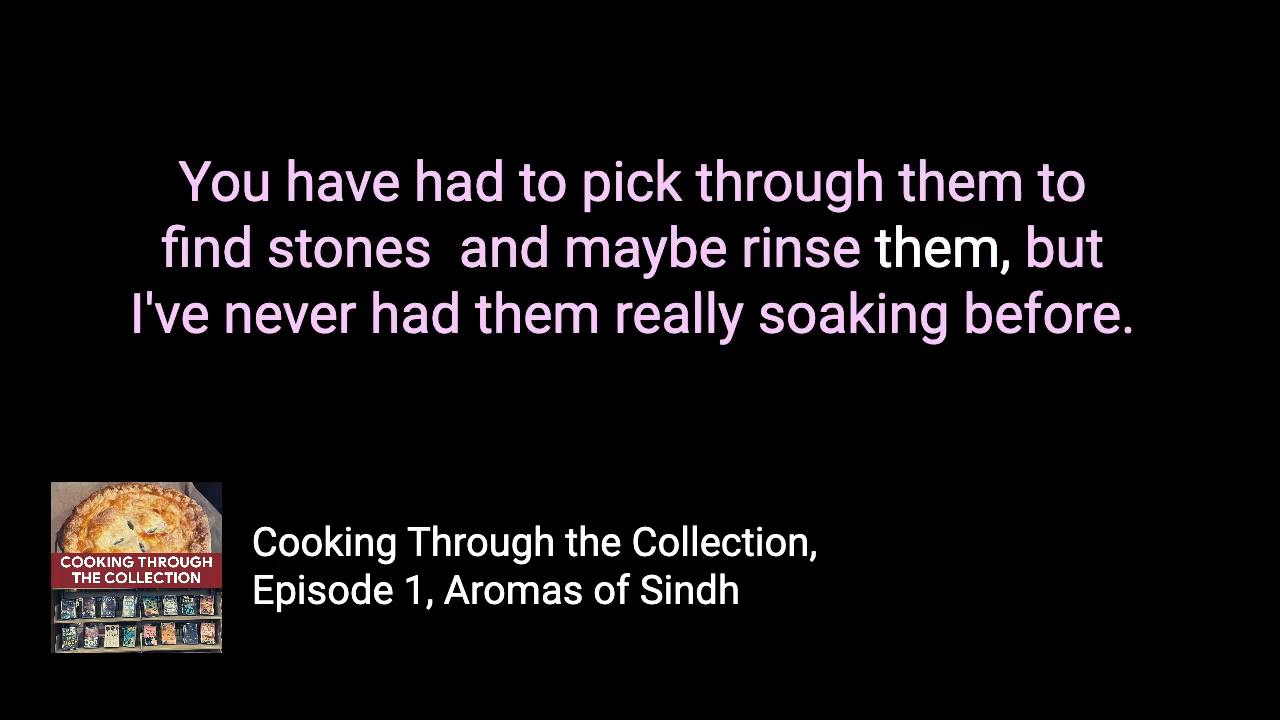 You have had to pick through them to
find stones  and maybe rinse them, but
I've never had them really soaking before.
COOKING THROUGH
THE COLLECTION
Cooking Through the Collection,
Episode 1, Aromas of Sindh